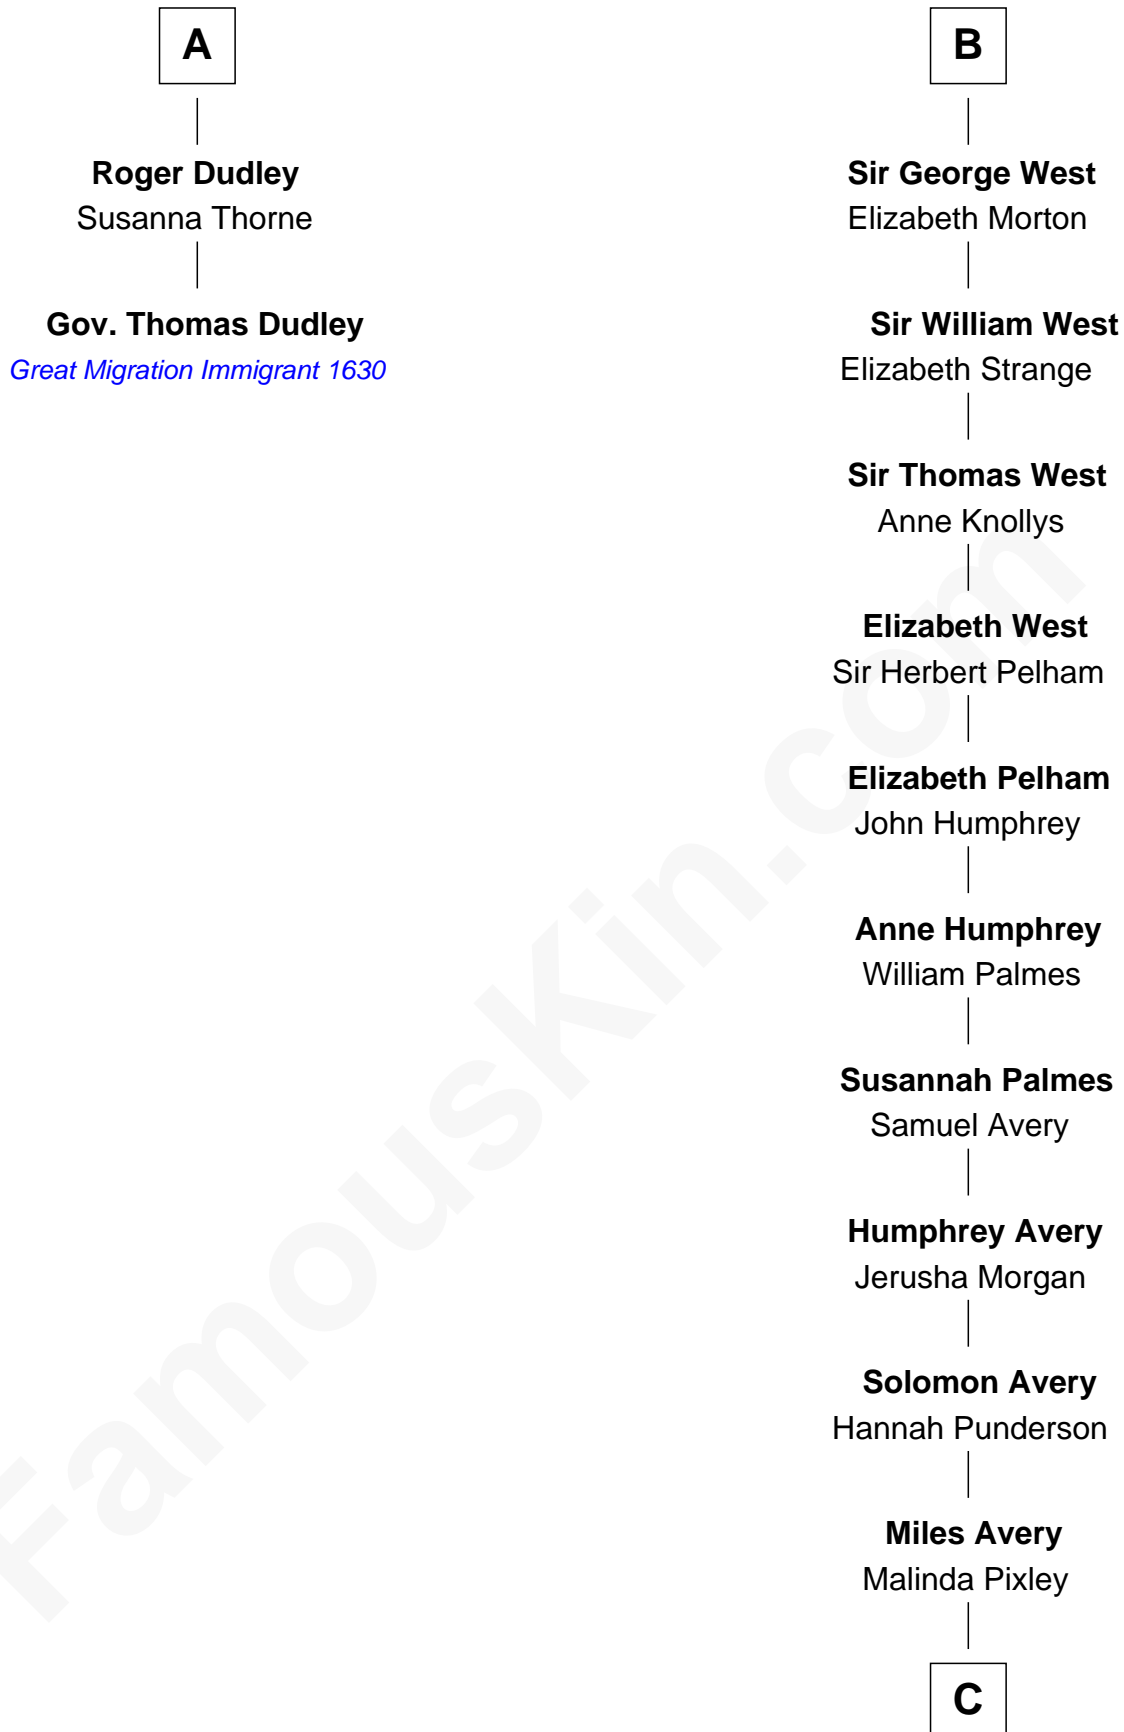 A
Roger Dudley
Susanna Thorne
Gov. Thomas Dudley
Great Migration Immigrant 1630
B
Sir George West
Elizabeth Morton
Sir William West
Elizabeth Strange
Sir Thomas West
Anne Knollys
Elizabeth West
Sir Herbert Pelham
Elizabeth Pelham
John Humphrey
Anne Humphrey
William Palmes
Susannah Palmes
Samuel Avery
Humphrey Avery
Jerusha Morgan
Solomon Avery
Hannah Punderson
Miles Avery
Malinda Pixley
C
FamousKin.com